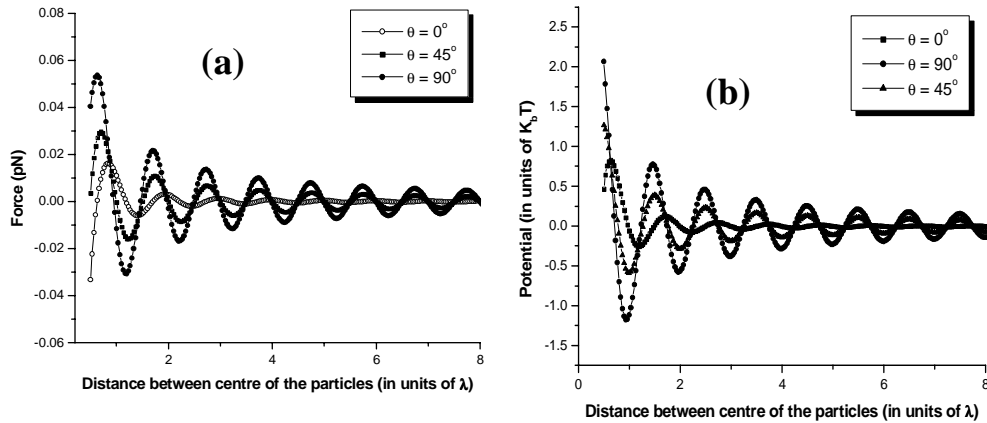 0.08
0.06
0.04
0.02
0.00
-0.02
-0.04
-0.06
Force (pN)
(a)
θ = 0°
θ = 45°
θ = 90°
2
4
6
8
Distance between centre of the particles (in units of λ)
2.5
2.0
1.5
1.0
0.5
0.0
-0.5
-1.0
-1.5
Potential (in units of K_bT)
(b)
θ = 0°
θ = 90°
θ = 45°
0
2
4
6
8
Distance between centre of the particles (in units of λ)